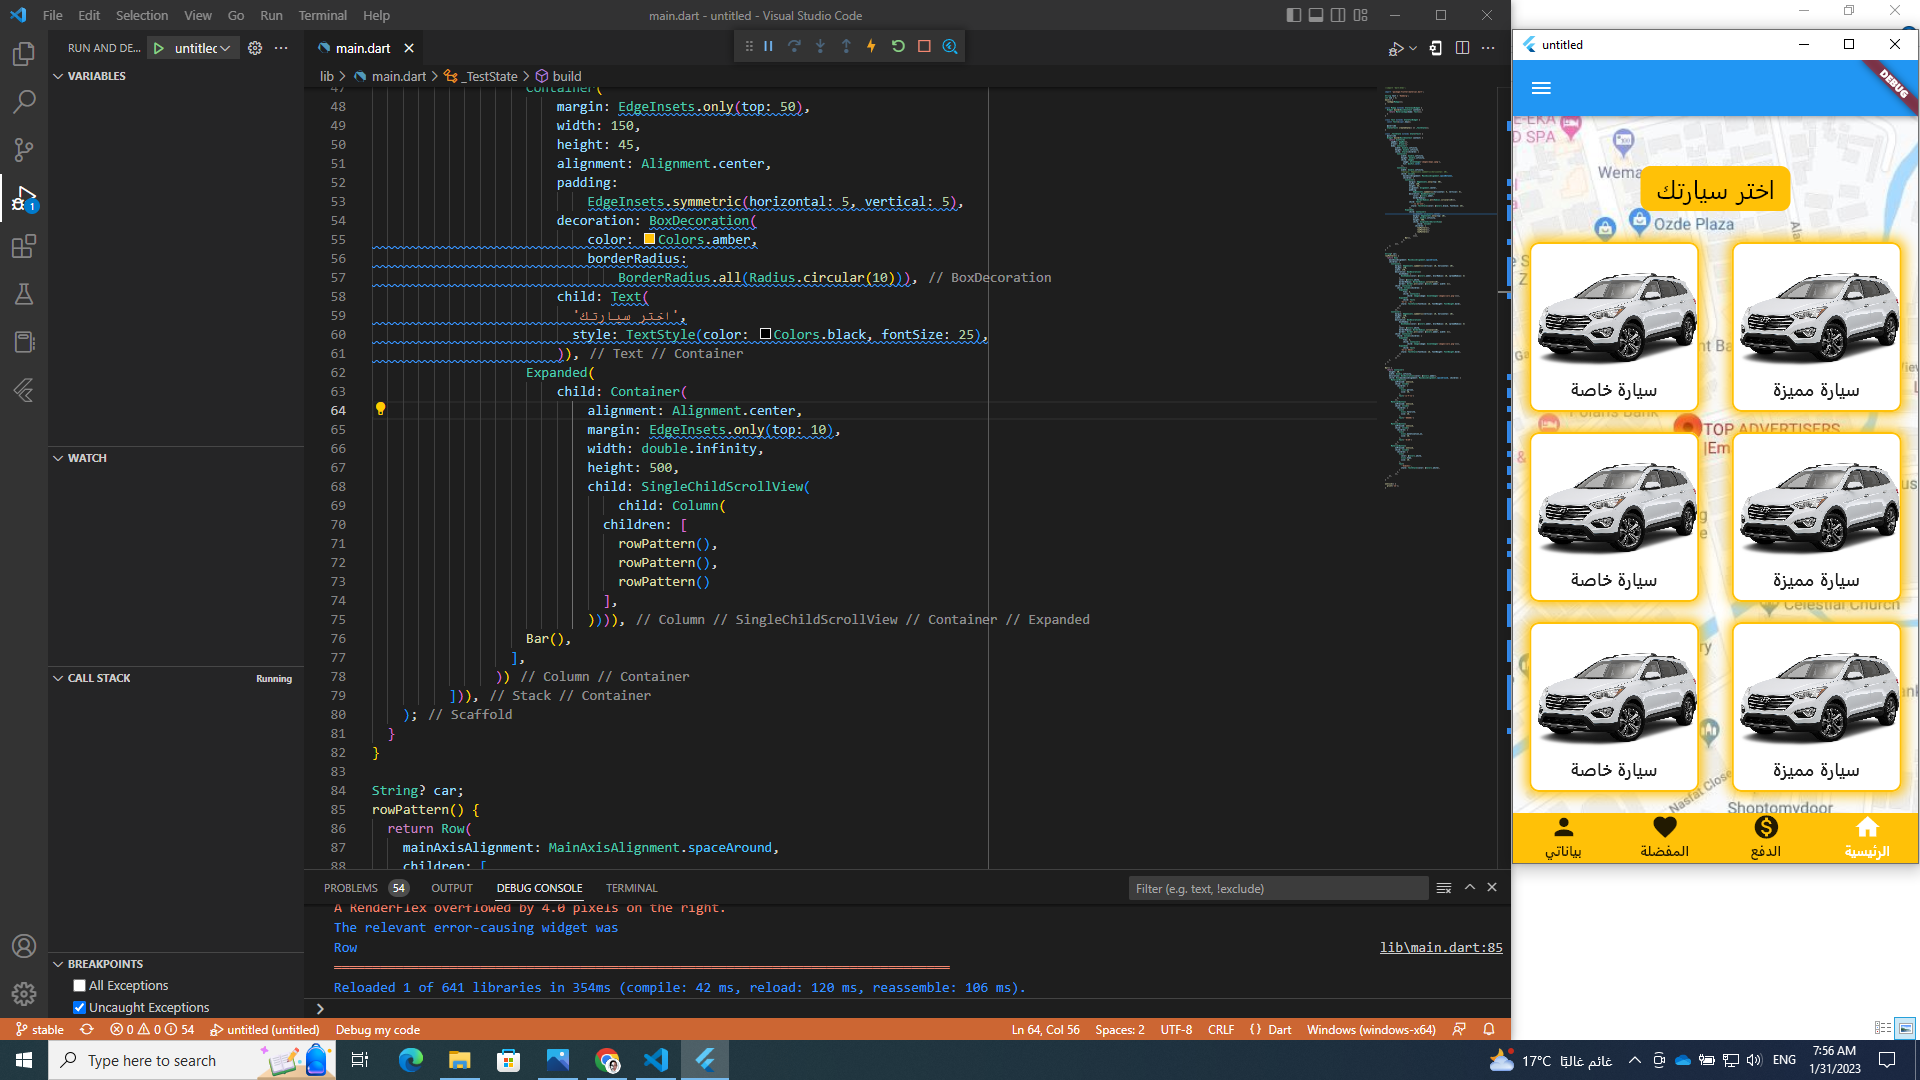 File Edit Selection View Go Run Terminal Help
main.dart - untitled - Visual Studio Code
RUN AND DE... untitled
VARIABLES
WATCH
CALL STACK Running
BREAKPOINTS
All Exceptions
Uncaught Exceptions
main.dart
lib > main.dart > _TestState > build
47 Container(
48 margin: EdgeInsets.only(top: 50),
49 width: 150,
50 height: 45,
51 alignment: Alignment.center,
52 padding:
53 EdgeInsets.symmetric(horizontal: 5, vertical: 5),
54 decoration: BoxDecoration(
55 color: Colors.amber,
56 borderRadius:
57 BorderRadius.all(Radius.circular(10))), // BoxDecoration
58 child: Text(
59 'اختر سيارتك',
60 style: TextStyle(color: Colors.black, fontSize: 25),
61 )), // Text // Container
62 Expanded(
63 child: Container(
64 alignment: Alignment.center,
65 margin: EdgeInsets.only(top: 10),
66 width: double.infinity,
67 height: 500,
68 child: SingleChildScrollView(
69 child: Column(
70 children: [
71 rowPattern(),
72 rowPattern(),
73 rowPattern()
74 ],
75 )))), // Column // SingleChildScrollView // Container // Expanded
76 Bar(),
77 ],
78 )) // Column // Container
79 ])), // Stack // Container
80 ); // Scaffold
81 }
82 }
83
84 String? car;
85 rowPattern() {
86 return Row(
87 mainAxisAlignment: MainAxisAlignment.spaceAround,
88 children: [
PROBLEMS 54 OUTPUT DEBUG CONSOLE TERMINAL
Filter (e.g. text, !exclude)
A RenderFlex overflowed by 4.0 pixels on the right.
The relevant error-causing widget was
Row lib\main.dart:85
Reloaded 1 of 641 libraries in 354ms (compile: 42 ms, reload: 120 ms, reassemble: 106 ms).
stable 0 0 54 untitled (untitled) Debug my code
Ln 64, Col 56 Spaces: 2 UTF-8 CRLF {} Dart Windows (windows-x64)
untitled
DEBUG
E-EKA
D SPA
Wema
اختر سيارتك
Ozde Plaza
سيارة خاصة
سيارة مميزة
Polaris Bank
nt Ba
TOP ADVERTISERS
|Em
سيارة خاصة
سيارة مميزة
Celestial Church
سيارة خاصة
سيارة مميزة
Nasfat Close
Shoptomydoor
بياناتي المفضلة الدفع الرئيسية
1
Type here to search
17°C غائم غالبًا
ENG
7:56 AM
1/31/2023